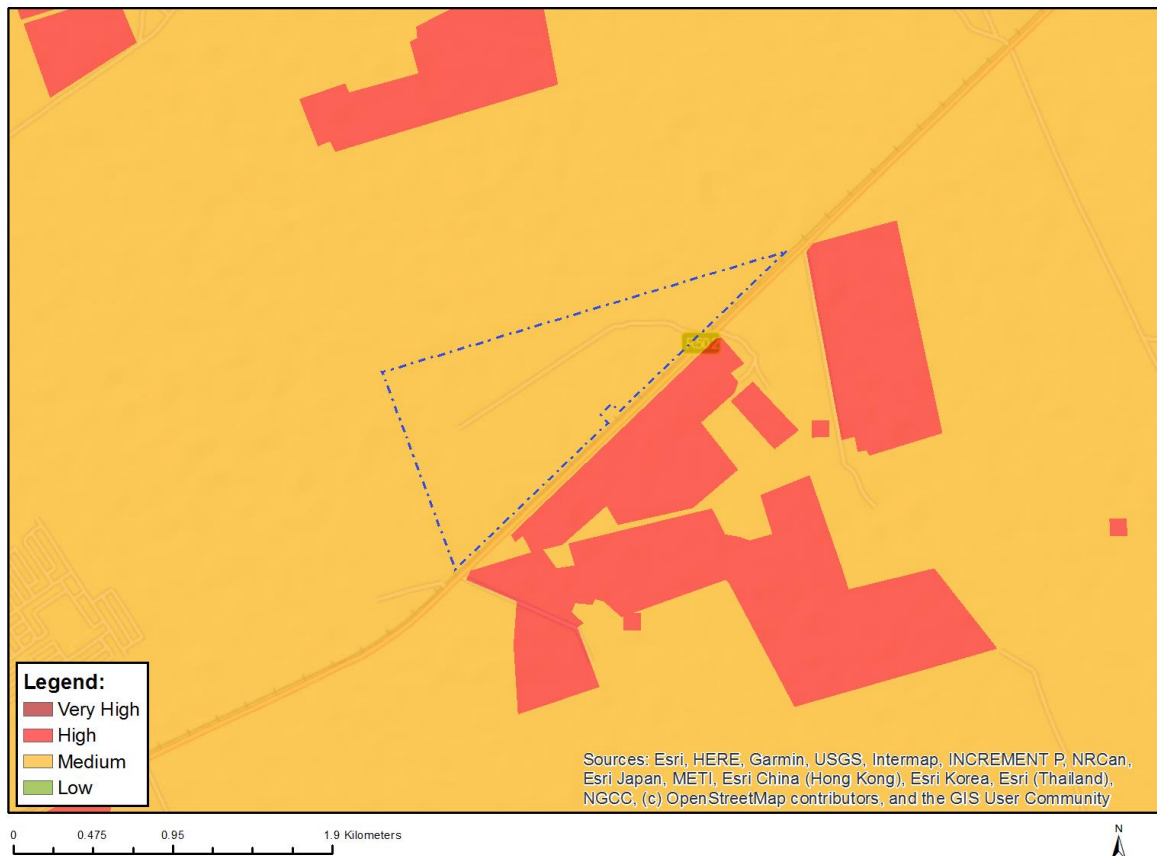 Legend:
Very High
High
Medium
Low
Sources: Esri, HERE, Garmin, USGS, Intermap, INCREMENT P, NRCan,
Esri Japan, METI, Esri China (Hong Kong), Esri Korea, Esri (Thailand),
NGCC, (c) OpenStreetMap contributors, and the GIS User Community
0 0.475 0.95 1.9 Kilometers
N